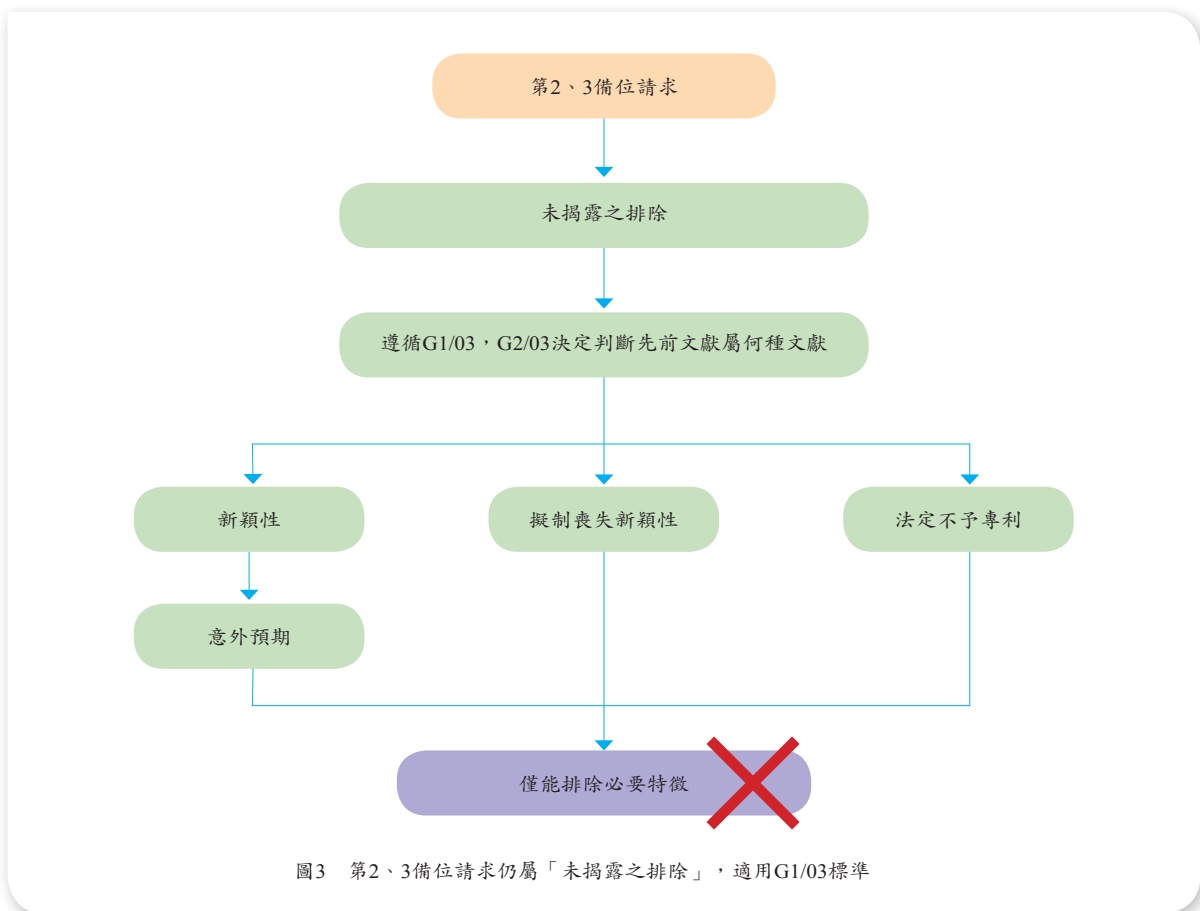 第2、3備位請求
未揭露之排除
遵循G1/03，G2/03決定判斷先前文獻屬何種文獻
新穎性
擬制喪失新穎性
法定不予專利
意外預期
僅能排除必要特徵
圖3　第2、3備位請求仍屬「未揭露之排除」，適用G1/03標準